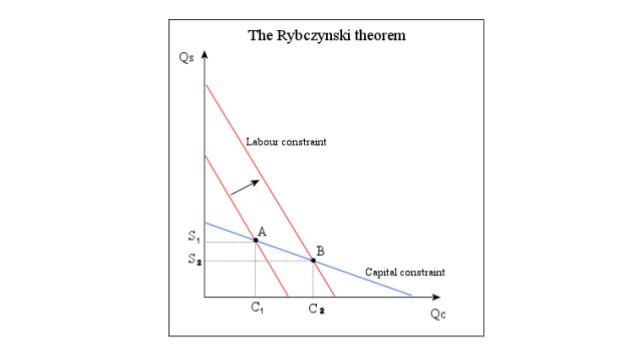 The Rybczynski theorem
Qs
Labour constraint
A
S1
B
S2
Capital constraint
C1
C2
Qc